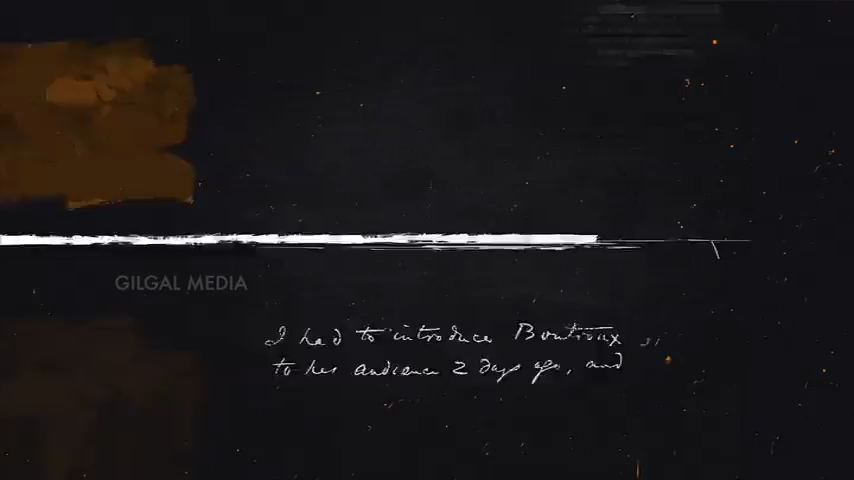 GILGAL MEDIA
I had to introduce Boutroux
to his audience 2 days ago, and